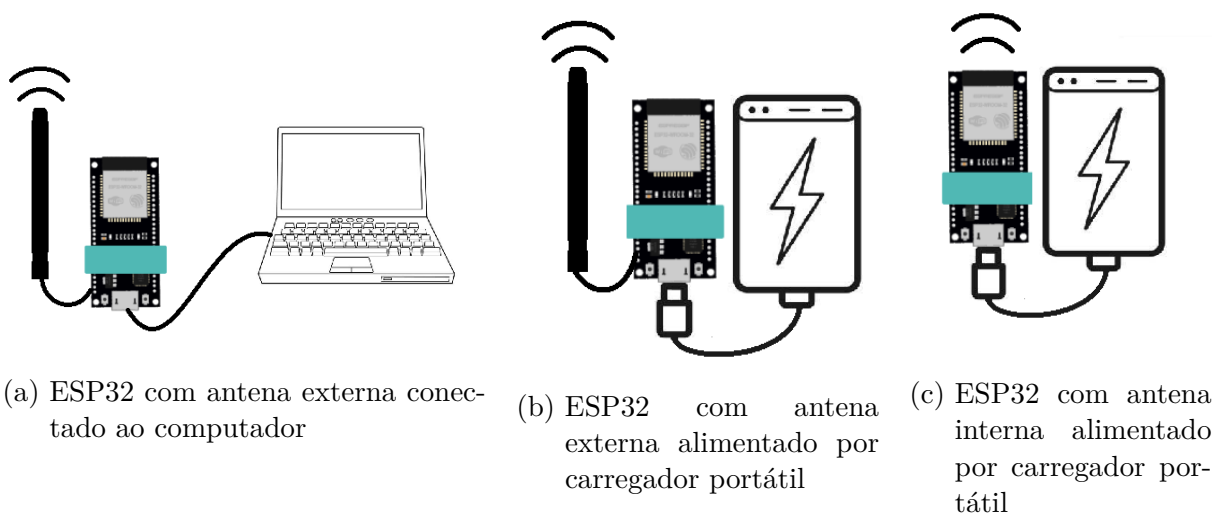 (a) ESP32 com antena externa conec-
tado ao computador
(b) ESP32 com antena
externa alimentado por
carregador portátil
(c) ESP32 com antena
interna alimentado
por carregador por-
tátil